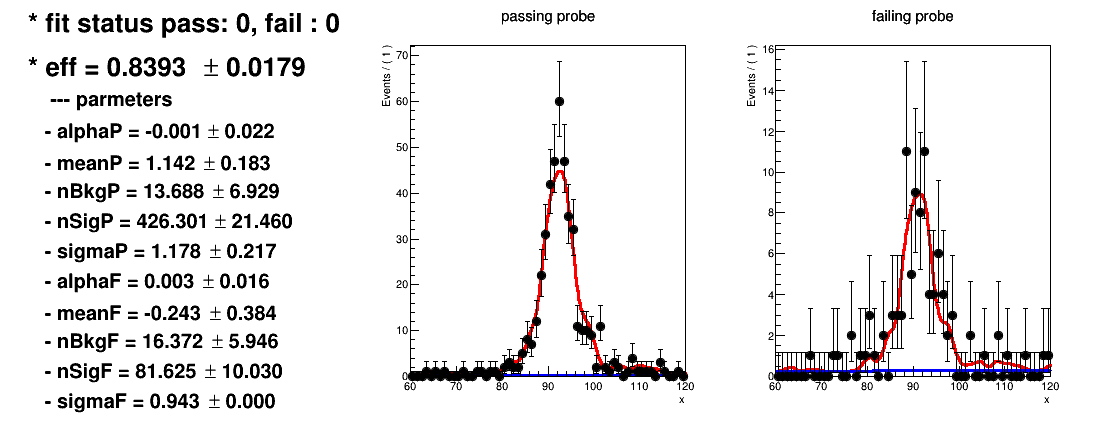 * fit status pass: 0, fail : 0
* eff = 0.8393 ± 0.0179
--- parmeters
- alphaP = -0.001 ± 0.022
- meanP = 1.142 ± 0.183
- nBkgP = 13.688 ± 6.929
- nSigP = 426.301 ± 21.460
- sigmaP = 1.178 ± 0.217
- alphaF = 0.003 ± 0.016
- meanF = -0.243 ± 0.384
- nBkgF = 16.372 ± 5.946
- nSigF = 81.625 ± 10.030
- sigmaF = 0.943 ± 0.000
passing probe
Events / ( 1 )
70
60
50
40
30
20
10
0
60 70 80 90 100 110 120
x
failing probe
Events / ( 1 )
16
14
12
10
8
6
4
2
0
60 70 80 90 100 110 120
x